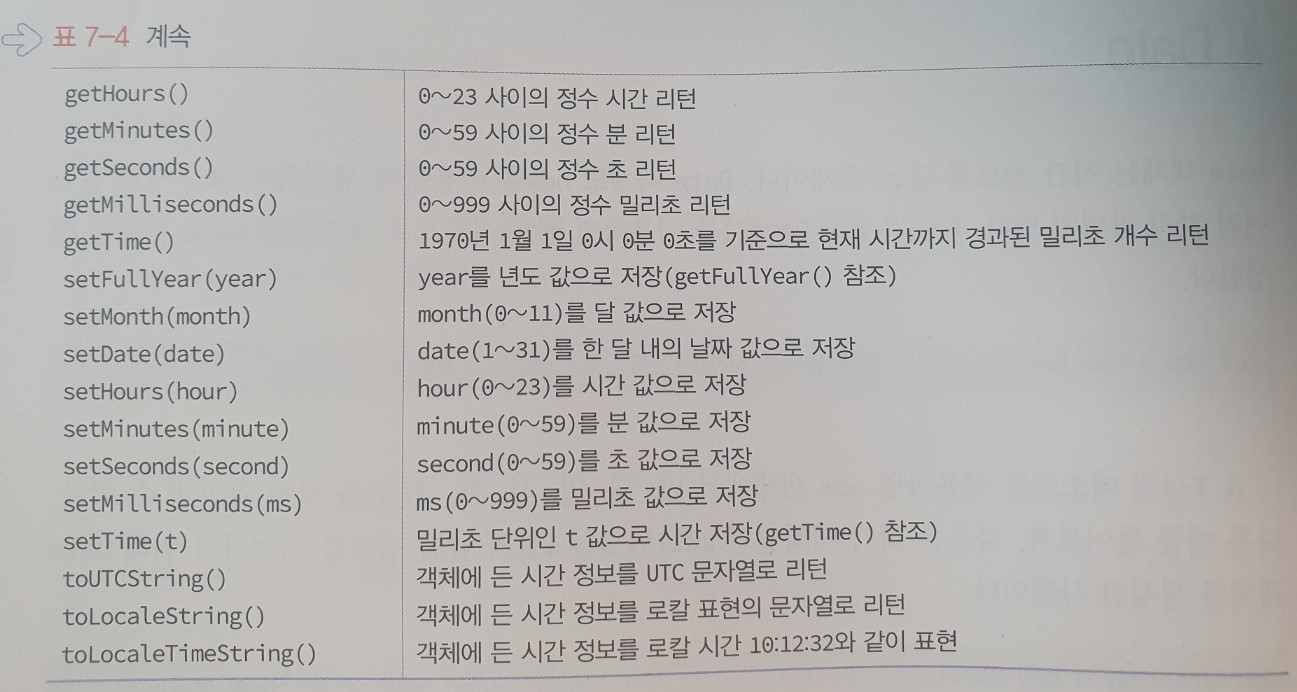 표 7-4 계속
getHours() 0~23 사이의 정수 시간 리턴
getMinutes() 0~59 사이의 정수 분 리턴
getSeconds() 0~59 사이의 정수 초 리턴
getMilliseconds() 0~999 사이의 정수 밀리초 리턴
getTime() 1970년 1월 1일 0시 0분 0초를 기준으로 현재 시간까지 경과된 밀리초 개수 리턴
setFullYear(year) year를 년도 값으로 저장(getFullYear() 참조)
setMonth(month) month(0~11)를 달 값으로 저장
setDate(date) date(1~31)를 한 달 내의 날짜 값으로 저장
setHours(hour) hour(0~23)를 시간 값으로 저장
setMinutes(minute) minute(0~59)를 분 값으로 저장
setSeconds(second) second(0~59)를 초 값으로 저장
setMilliseconds(ms) ms(0~999)를 밀리초 값으로 저장
setTime(t) 밀리초 단위인 t 값으로 시간 저장(getTime() 참조)
toUTCString() 객체에 든 시간 정보를 UTC 문자열로 리턴
toLocaleString() 객체에 든 시간 정보를 로칼 표현의 문자열로 리턴
toLocaleTimeString() 객체에 든 시간 정보를 로칼 시간 10:12:32와 같이 표현